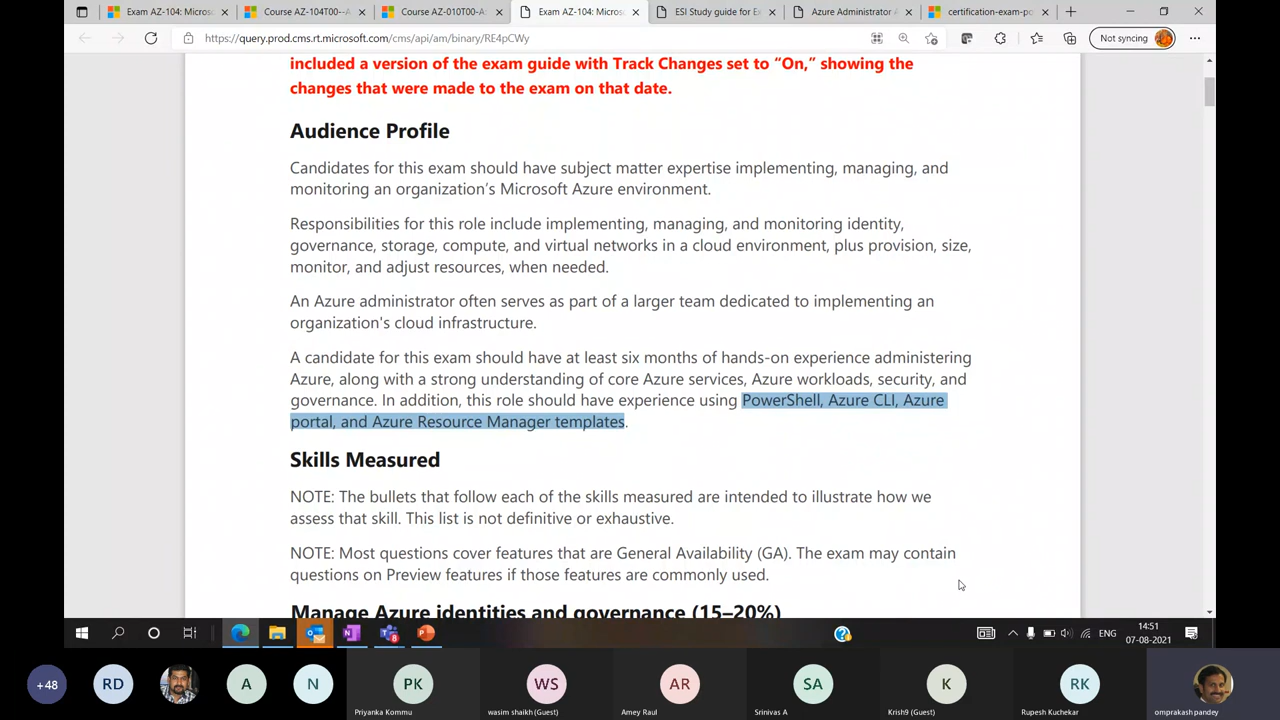 Exam AZ-104: Microso
Course AZ-104T00--A
Course AZ-010T00-A
Exam AZ-104: Micros
ESI Study guide for E
Azure Administrator A
certification-exam-po
https://query.prod.cms.rt.microsoft.com/cms/api/am/binary/RE4pCWy
Not syncing
included a version of the exam guide with Track Changes set to “On,” showing the
changes that were made to the exam on that date.
Audience Profile
Candidates for this exam should have subject matter expertise implementing, managing, and
monitoring an organization’s Microsoft Azure environment.
Responsibilities for this role include implementing, managing, and monitoring identity,
governance, storage, compute, and virtual networks in a cloud environment, plus provision, size,
monitor, and adjust resources, when needed.
An Azure administrator often serves as part of a larger team dedicated to implementing an
organization's cloud infrastructure.
A candidate for this exam should have at least six months of hands-on experience administering
Azure, along with a strong understanding of core Azure services, Azure workloads, security, and
governance. In addition, this role should have experience using PowerShell, Azure CLI, Azure
portal, and Azure Resource Manager templates.
Skills Measured
NOTE: The bullets that follow each of the skills measured are intended to illustrate how we
assess that skill. This list is not definitive or exhaustive.
NOTE: Most questions cover features that are General Availability (GA). The exam may contain
questions on Preview features if those features are commonly used.
Manage Azure identities and governance (15–20%)
ENG
14:51
07-08-2021
+48
RD
A
N
PK
WS
AR
SA
K
RK
Priyanka Kommu
wasim shaikh (Guest)
Amey Raul
Srinivas A
Krish9 (Guest)
Rupesh Kuchekar
omprakash pandey